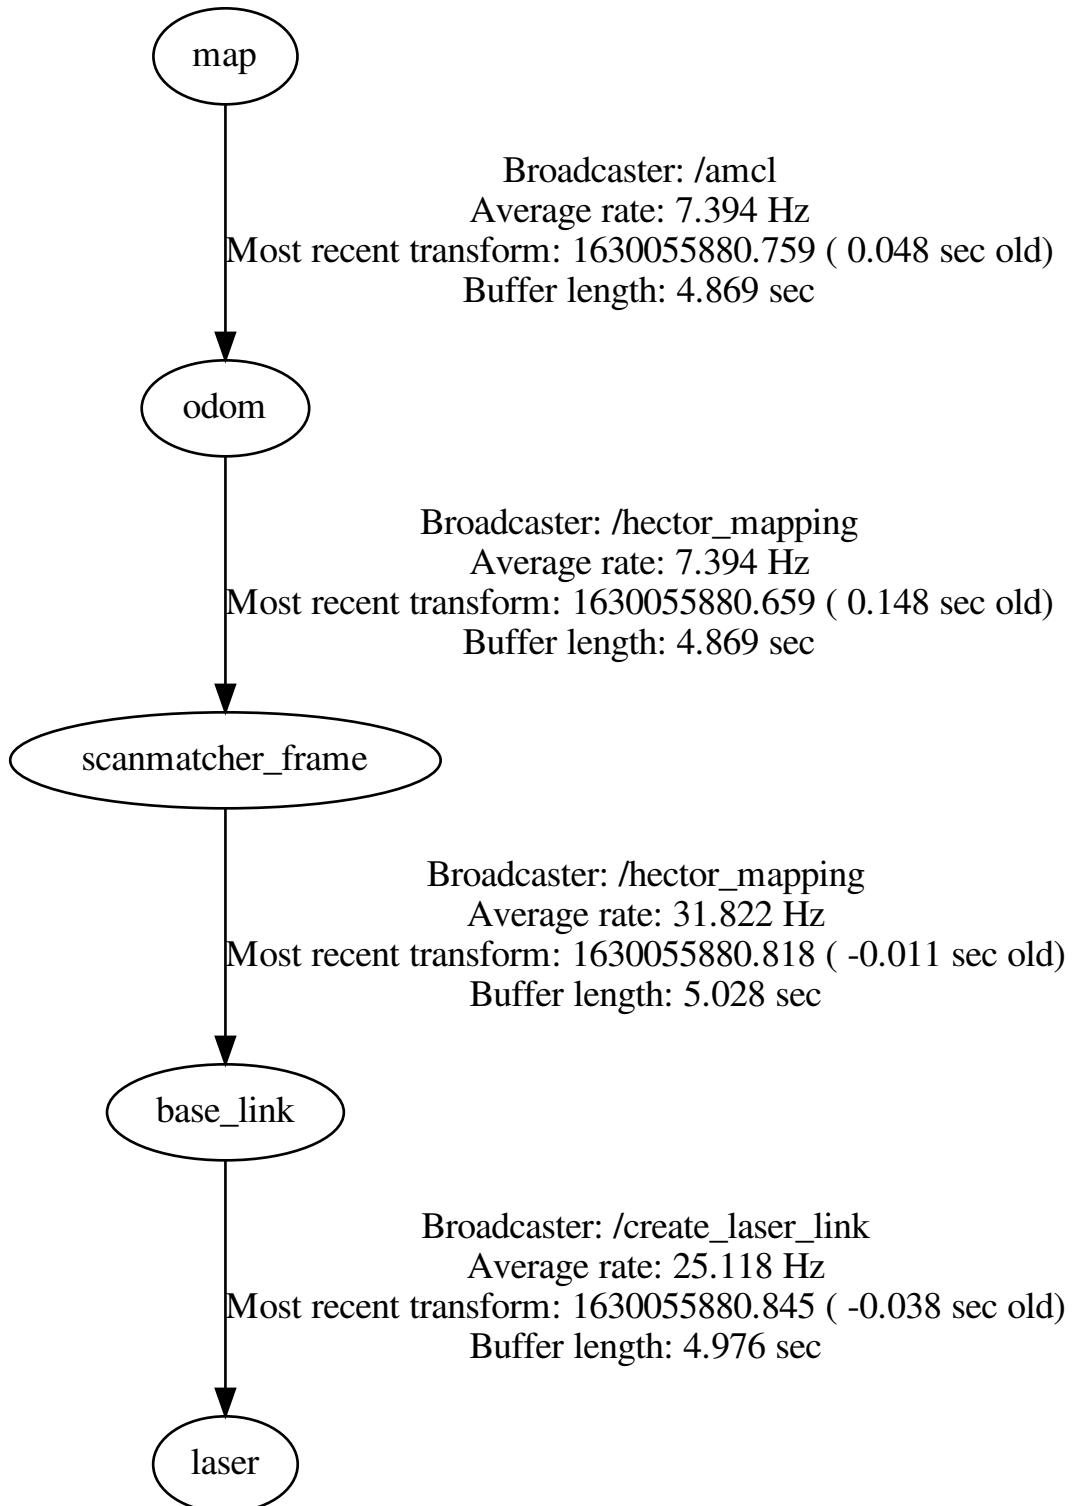 map
Broadcaster: /amcl
Average rate: 7.394 Hz
Most recent transform: 1630055880.759 ( 0.048 sec old)
Buffer length: 4.869 sec
odom
Broadcaster: /hector_mapping
Average rate: 7.394 Hz
Most recent transform: 1630055880.659 ( 0.148 sec old)
Buffer length: 4.869 sec
scanmatcher_frame
Broadcaster: /hector_mapping
Average rate: 31.822 Hz
Most recent transform: 1630055880.818 ( -0.011 sec old)
Buffer length: 5.028 sec
base_link
Broadcaster: /create_laser_link
Average rate: 25.118 Hz
Most recent transform: 1630055880.845 ( -0.038 sec old)
Buffer length: 4.976 sec
laser